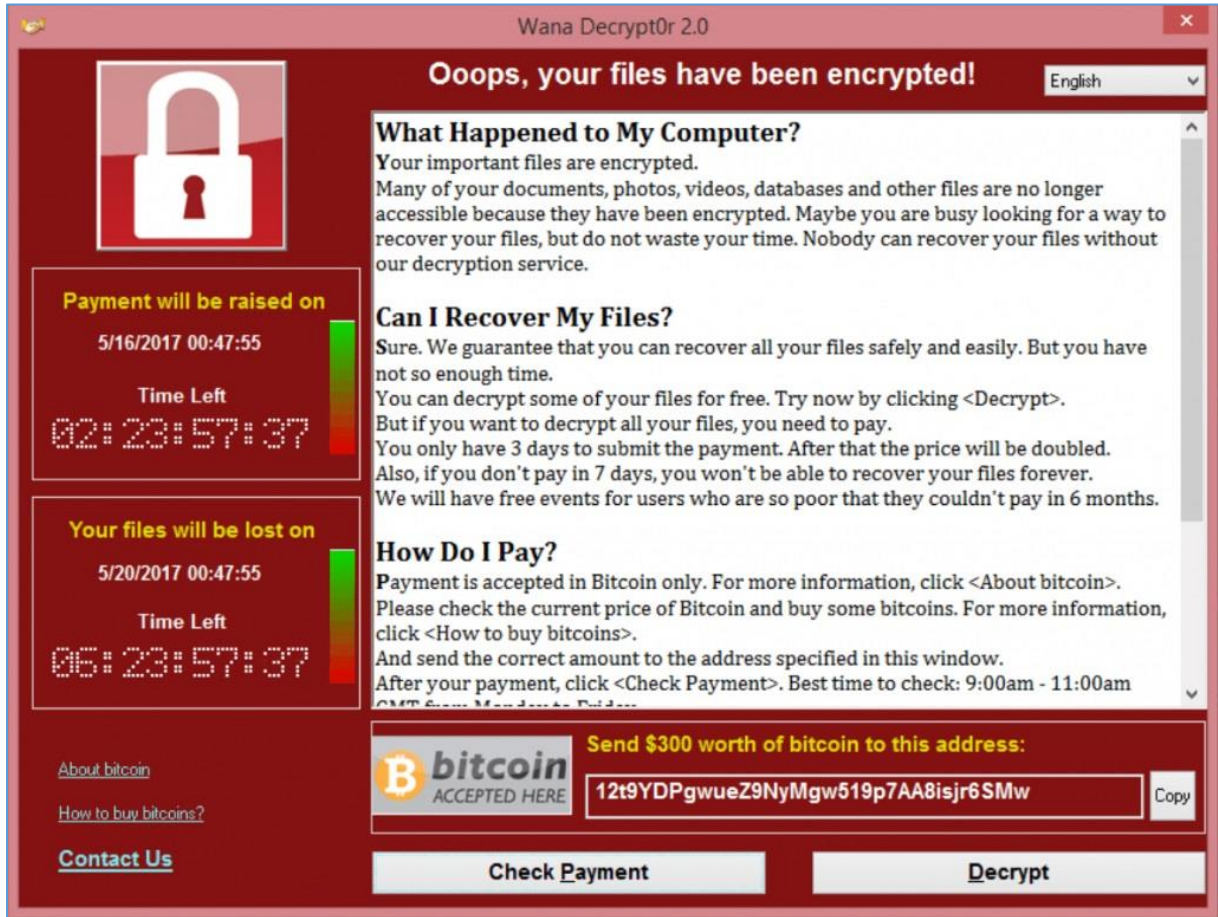 Wana Decrypt0r 2.0
Ooops, your files have been encrypted!
English
What Happened to My Computer?
Your important files are encrypted.
Many of your documents, photos, videos, databases and other files are no longer
accessible because they have been encrypted. Maybe you are busy looking for a way to
recover your files, but do not waste your time. Nobody can recover your files without
our decryption service.
Can I Recover My Files?
Sure. We guarantee that you can recover all your files safely and easily. But you have
not so enough time.
You can decrypt some of your files for free. Try now by clicking <Decrypt>.
But if you want to decrypt all your files, you need to pay.
You only have 3 days to submit the payment. After that the price will be doubled.
Also, if you don't pay in 7 days, you won't be able to recover your files forever.
We will have free events for users who are so poor that they couldn't pay in 6 months.
How Do I Pay?
Payment is accepted in Bitcoin only. For more information, click <About bitcoin>.
Please check the current price of Bitcoin and buy some bitcoins. For more information,
click <How to buy bitcoins>.
And send the correct amount to the address specified in this window.
After your payment, click <Check Payment>. Best time to check: 9:00am - 11:00am
GMT from Monday to Friday
Payment will be raised on
5/16/2017 00:47:55
Time Left
02:23:57:37
Your files will be lost on
5/20/2017 00:47:55
Time Left
06:23:57:37
About bitcoin
How to buy bitcoins?
Contact Us
bitcoin
ACCEPTED HERE
Send $300 worth of bitcoin to this address:
12t9YDPgwueZ9NyMgw519p7AA8isjr6SMw
Copy
Check Payment
Decrypt